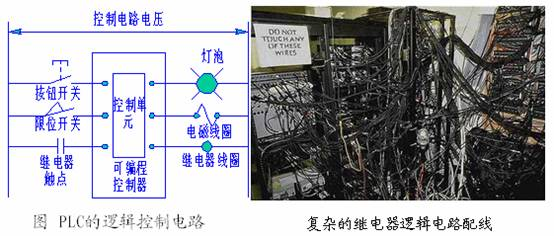 控制电路电压
按钮开关
限位开关
继电器
触点
控制单
元
可编程
控制器
灯泡
电磁线圈
继电器线圈
图 PLC的逻辑控制电路
DO NOT
TOUCH ANY
OF THESE
WIRES
复杂的继电器逻辑电路配线